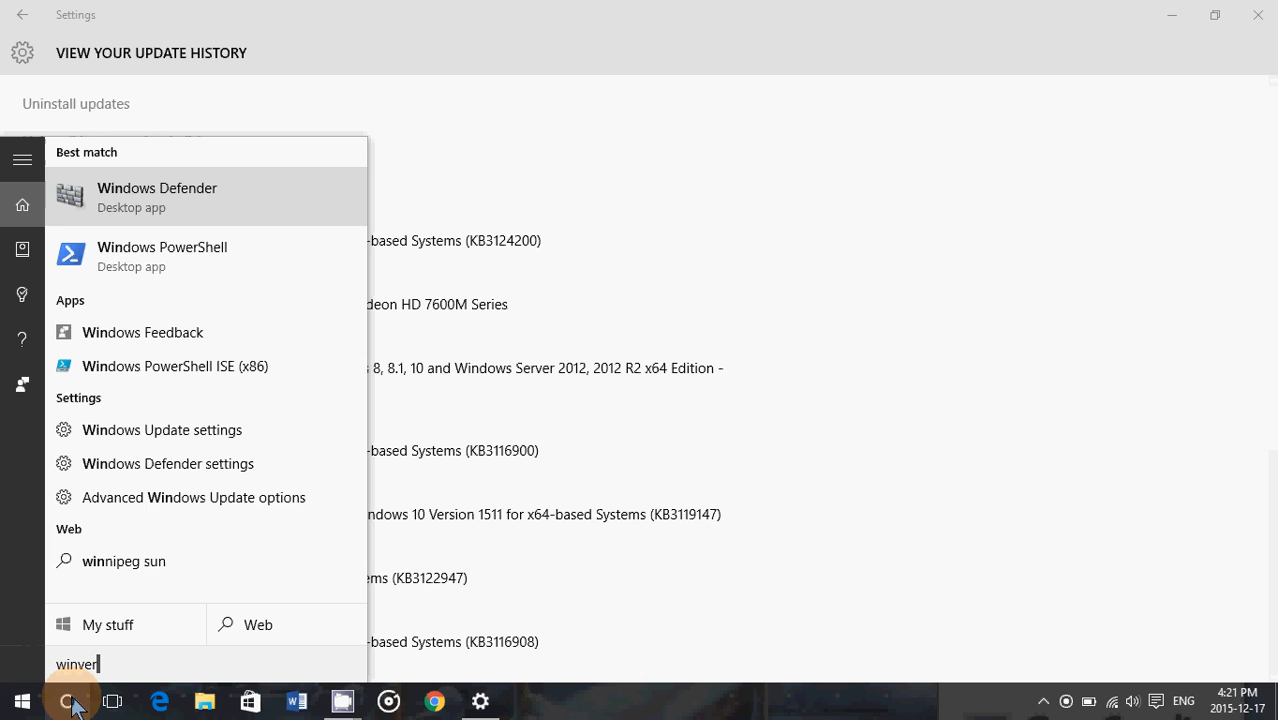 Settings
VIEW YOUR UPDATE HISTORY
Uninstall updates
Best match
Windows Defender
Desktop app
Windows PowerShell
Desktop app
Apps
Windows Feedback
Windows PowerShell ISE (x86)
Settings
Windows Update settings
Windows Defender settings
Advanced Windows Update options
Web
winnipeg sun
My stuff
Web
winver
-based Systems (KB3124200)
deon HD 7600M Series
8, 8.1, 10 and Windows Server 2012, 2012 R2 x64 Edition -
-based Systems (KB3116900)
ndows 10 Version 1511 for x64-based Systems (KB3119147)
ems (KB3122947)
-based Systems (KB3116908)
ENG
4:21 PM
2015-12-17